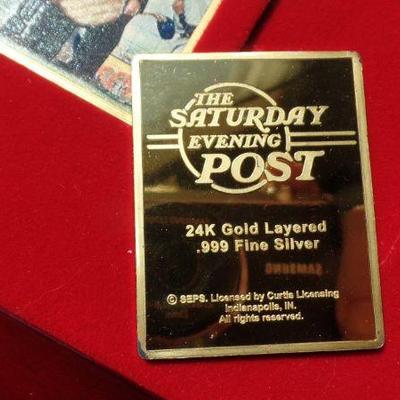 THE
SATURDAY
EVENING
POST
24K Gold Layered
.999 Fine Silver
© SEPS. Licensed by Curtis Licensing
Indianapolis, IN.
All rights reserved.